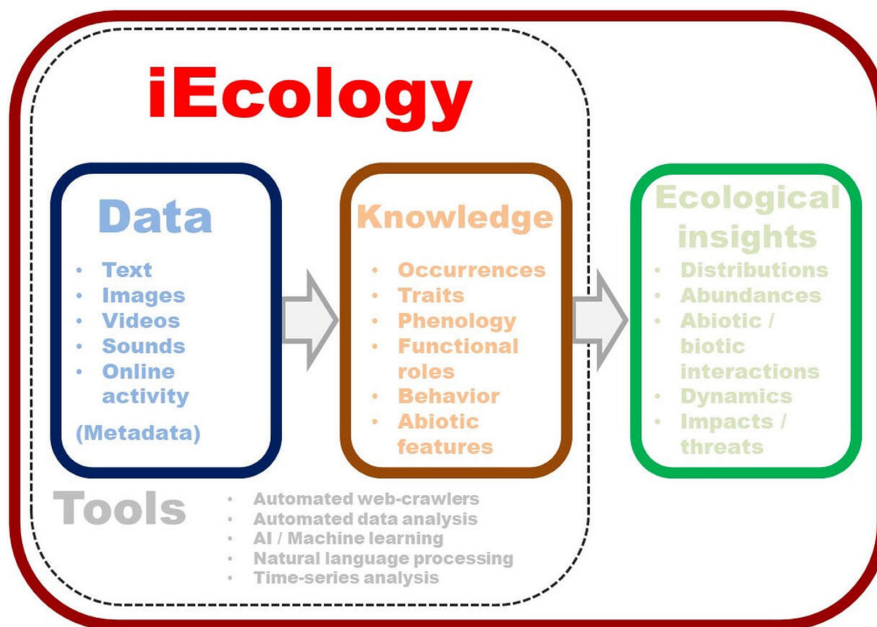 iEcology
Data
• Text
• Images
• Videos
• Sounds
• Online
activity
(Metadata)
Knowledge
• Occurrences
• Traits
• Phenology
• Functional
roles
• Behavior
• Abiotic
features
Ecological
insights
• Distributions
• Abundances
• Abiotic /
biotic
interactions
• Dynamics
• Impacts /
threats
Tools
• Automated web-crawlers
• Automated data analysis
• AI / Machine learning
• Natural language processing
• Time-series analysis